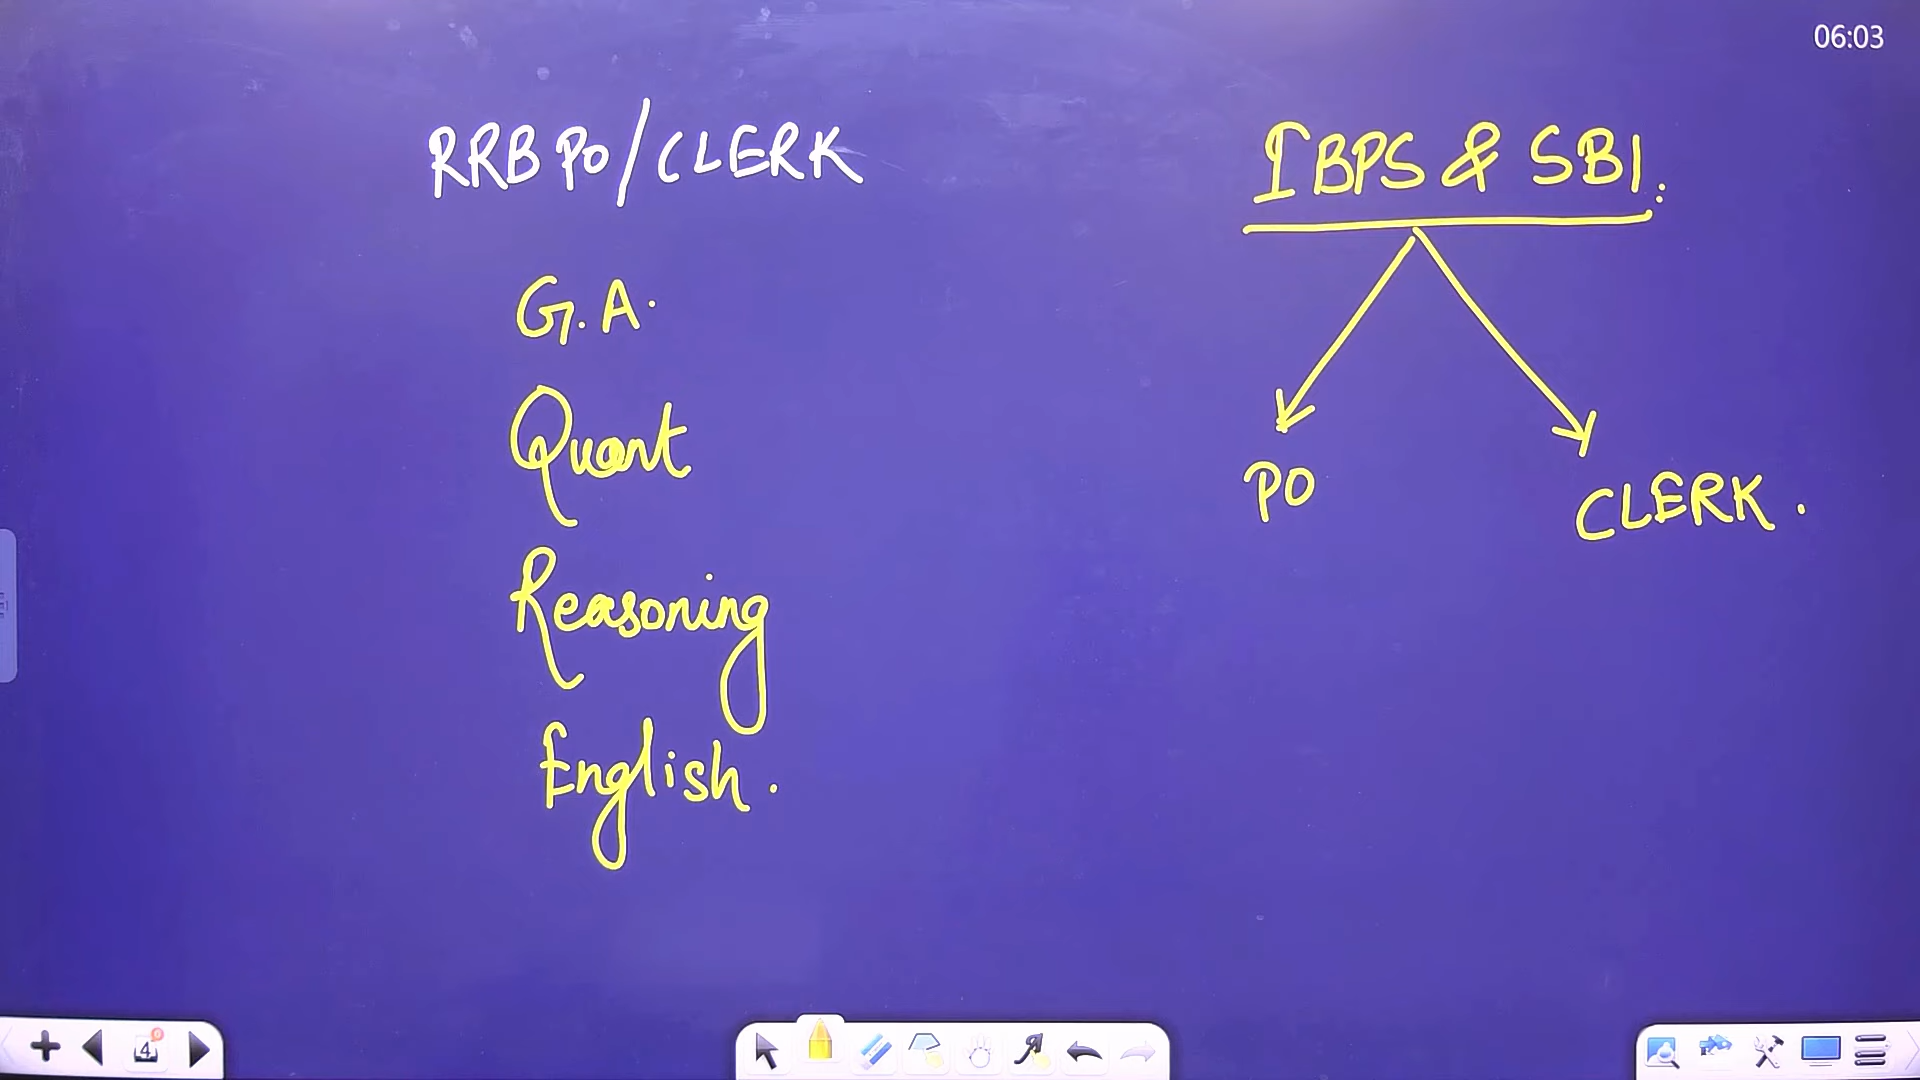 06:03
RRB PO/CLERK
G.A.
Quant
Reasoning
English.
IBPS & SBI:
PO
CLERK.
4